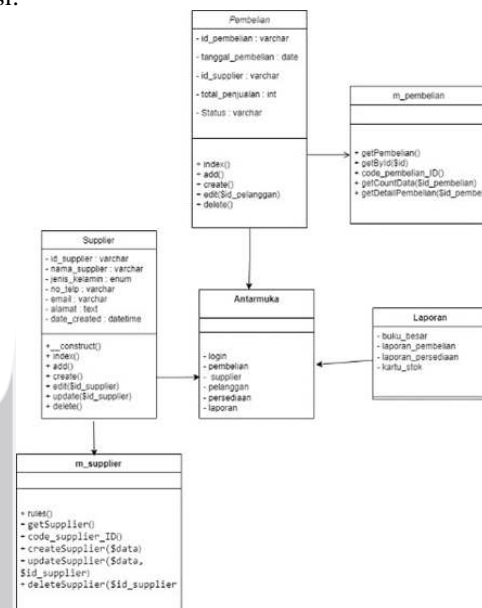 si.
Pembelian
- id_pembelian : varchar
- tanggal_pembelian : date
- id_supplier : varchar
- total_penjualan : int
- Status : varchar
+ index()
+ add()
+ create()
+ edit($id_pelanggan)
+ delete()
m_pembelian
+ getPembelian()
+ getById($id)
+ code_pembelian_ID()
+ getCountData($id_pembelian)
+ getDetailPembelian($id_pembe
Supplier
- id_supplier : varchar
- nama_supplier : varchar
- jenis_kelamin : enum
- no_telp : varchar
- email : varchar
- alamat : text
- date_created : datetime
+__construct()
+ index()
+ add()
+ create()
+ edit($id_supplier)
+ update($id_supplier)
+ delete()
Antarmuka
- login
- pembelian
- supplier
- pelanggan
- persediaan
- laporan
Laporan
- buku_besar
- laporan_pembelian
- laporan_persediaan
- kartu_stok
m_supplier
+ rules()
+ getSupplier()
+ code_supplier_ID()
+ createSupplier($data)
+ updateSupplier($data,
$id_supplier)
+ deleteSupplier($id_supplier